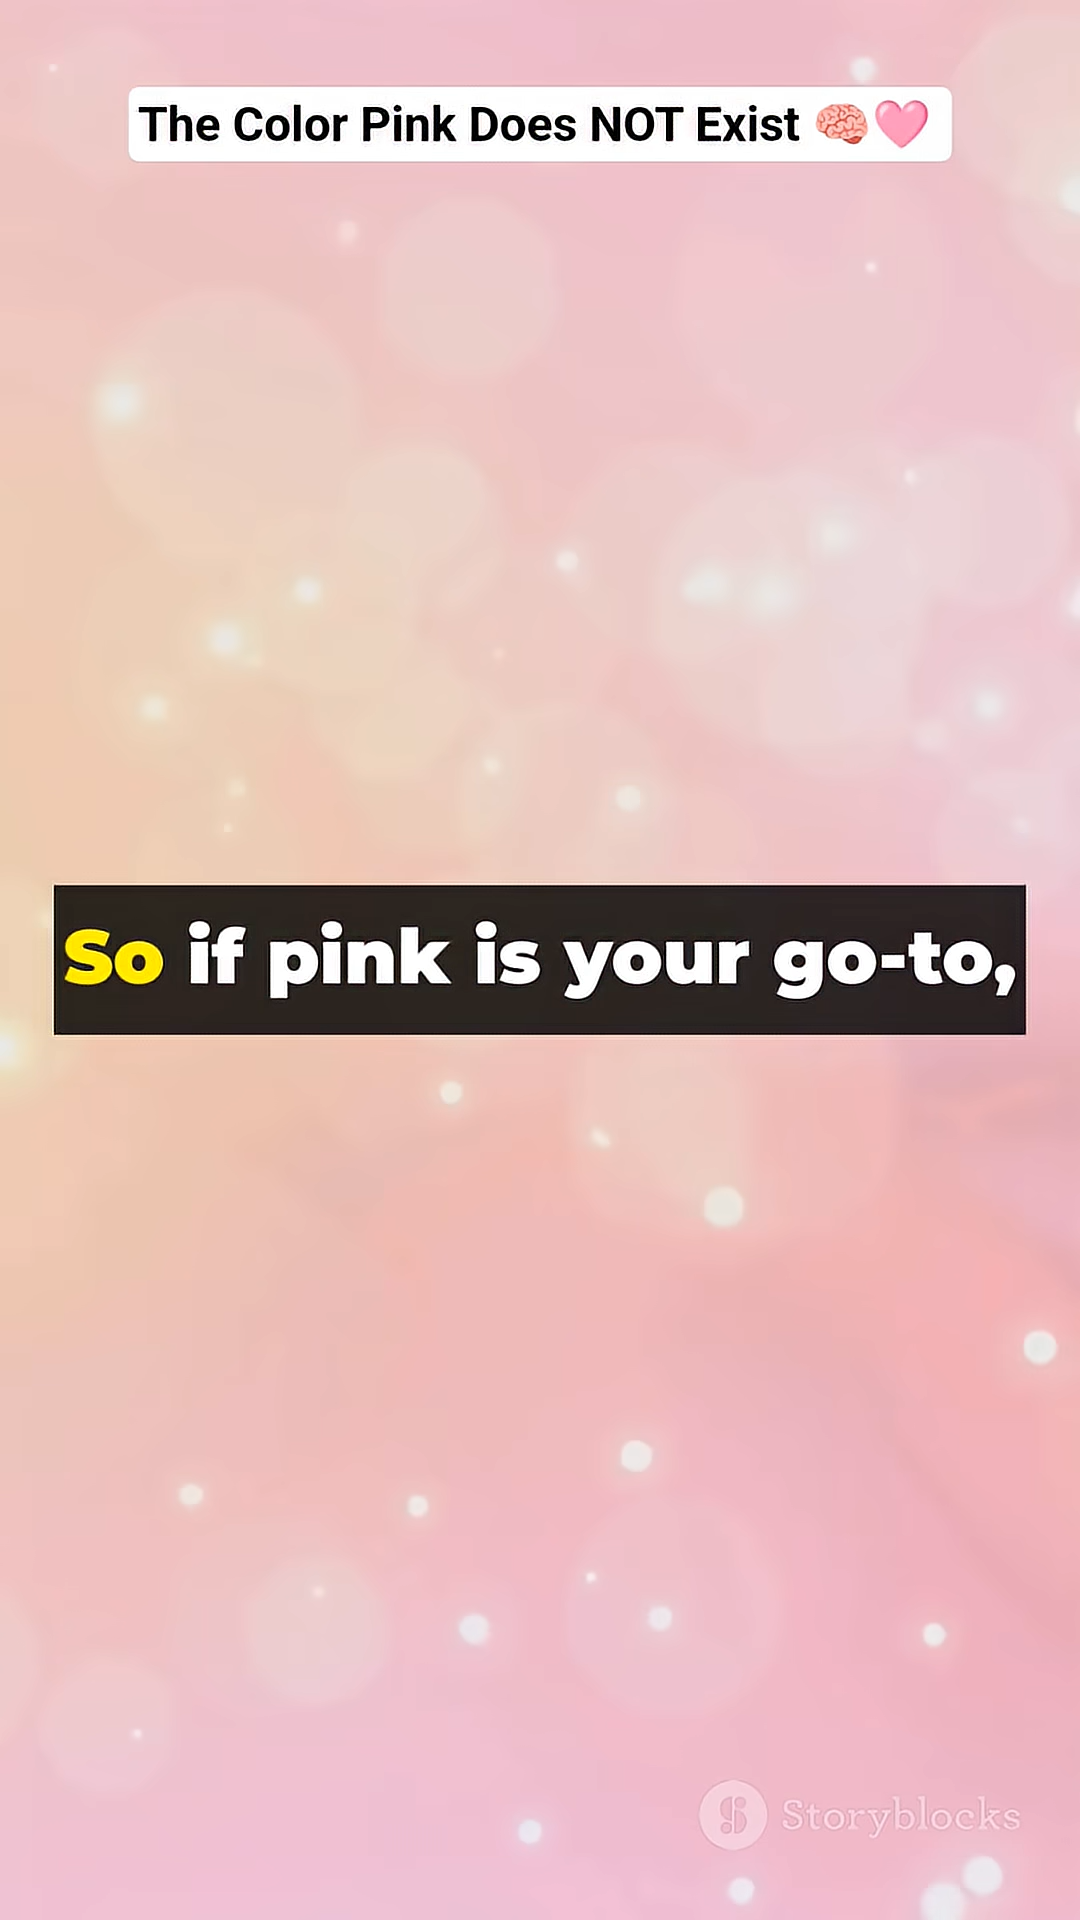 The Color Pink Does NOT Exist 🧠🩷
So if pink is your go-to,
Storyblocks